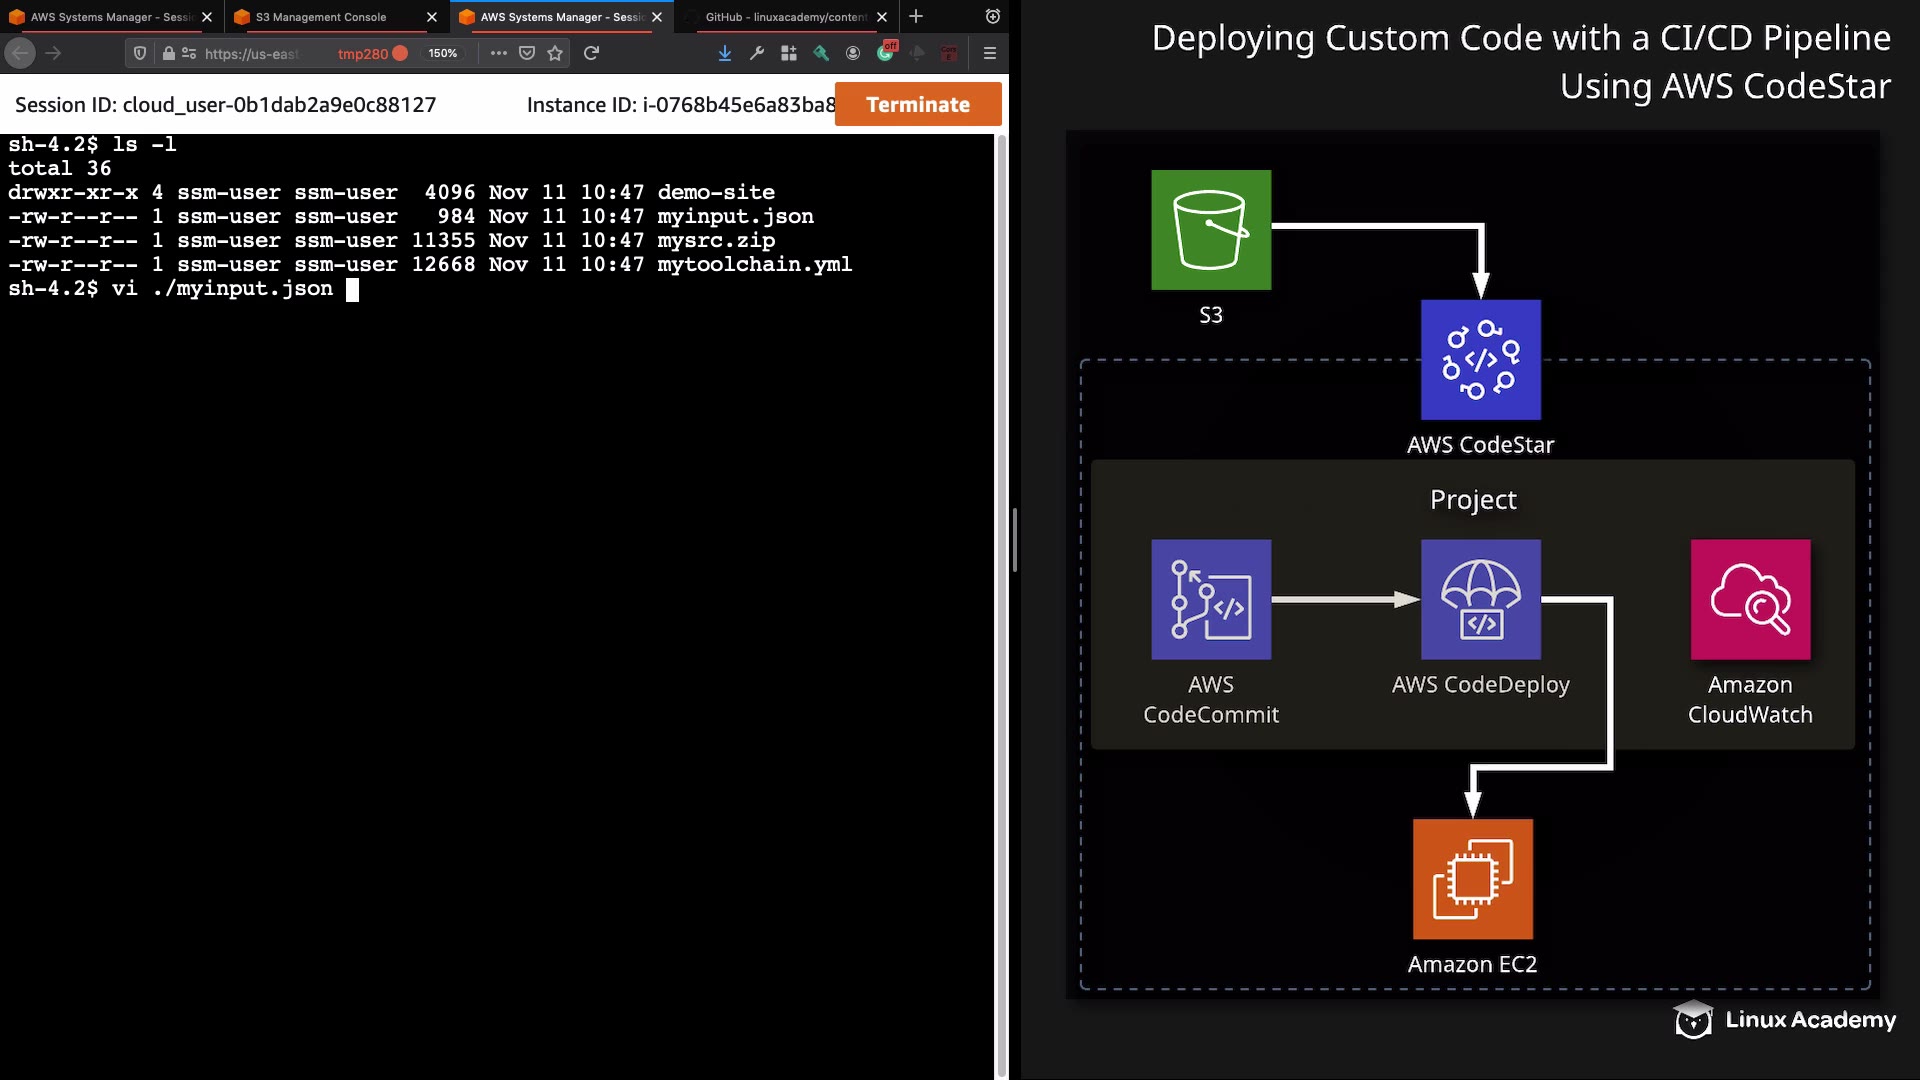 AWS Systems Manager - Sessi
S3 Management Console
AWS Systems Manager - Sessi
GitHub - linuxacademy/content
https://us-east
tmp280
150%
off
Session ID: cloud_user-0b1dab2a9e0c88127
Instance ID: i-0768b45e6a83ba8
Terminate
sh-4.2$ ls -l
total 36
drwxr-xr-x 4 ssm-user ssm-user  4096 Nov 11 10:47 demo-site
-rw-r--r-- 1 ssm-user ssm-user   984 Nov 11 10:47 myinput.json
-rw-r--r-- 1 ssm-user ssm-user 11355 Nov 11 10:47 mysrc.zip
-rw-r--r-- 1 ssm-user ssm-user 12668 Nov 11 10:47 mytoolchain.yml
sh-4.2$ vi ./myinput.json
Deploying Custom Code with a CI/CD Pipeline
Using AWS CodeStar
S3
AWS CodeStar
Project
AWS
CodeCommit
AWS CodeDeploy
Amazon
CloudWatch
Amazon EC2
Linux Academy